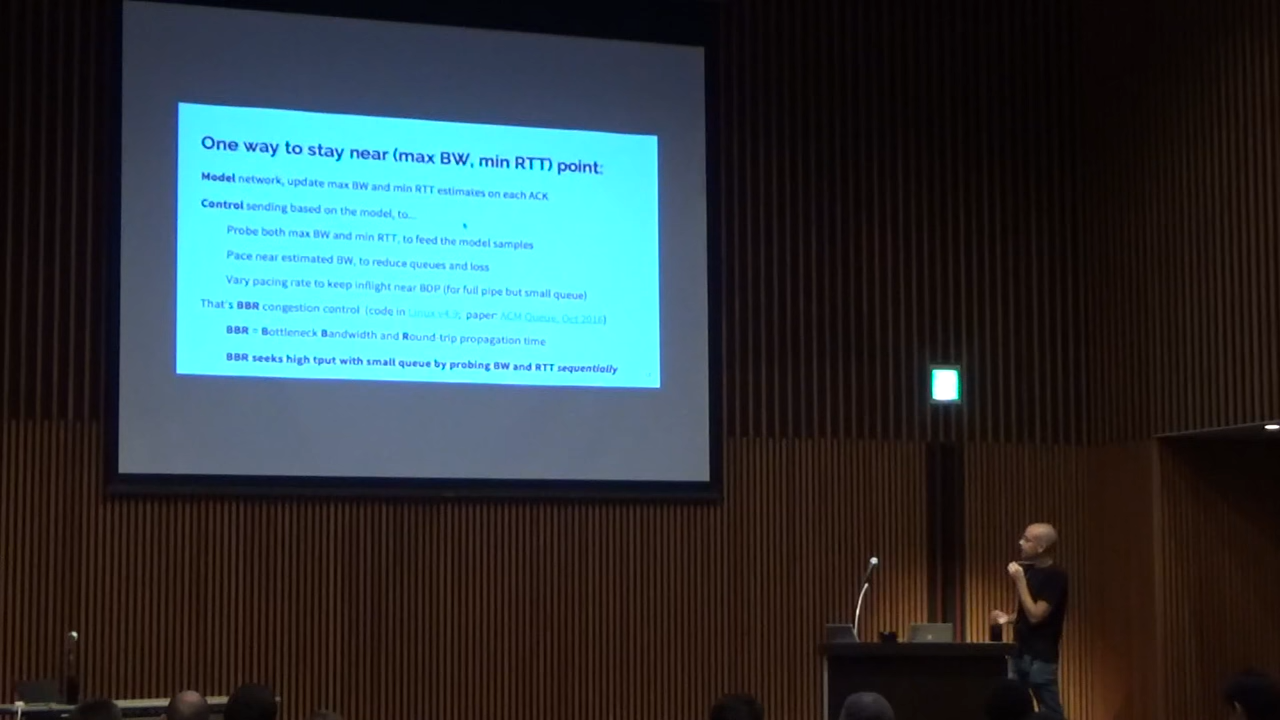 One way to stay near (max BW, min RTT) point:
Model network, update max BW and min RTT estimates on each ACK
Control sending based on the model, to...
Probe both max BW and min RTT, to feed the model samples
Pace near estimated BW, to reduce queues and loss
Vary pacing rate to keep inflight near BDP (for full pipe but small queue)
That's BBR congestion control (code in Linux v4.9; paper: ACM Queue, Oct 2016)
BBR = Bottleneck Bandwidth and Round-trip propagation time
BBR seeks high tput with small queue by probing BW and RTT sequentially